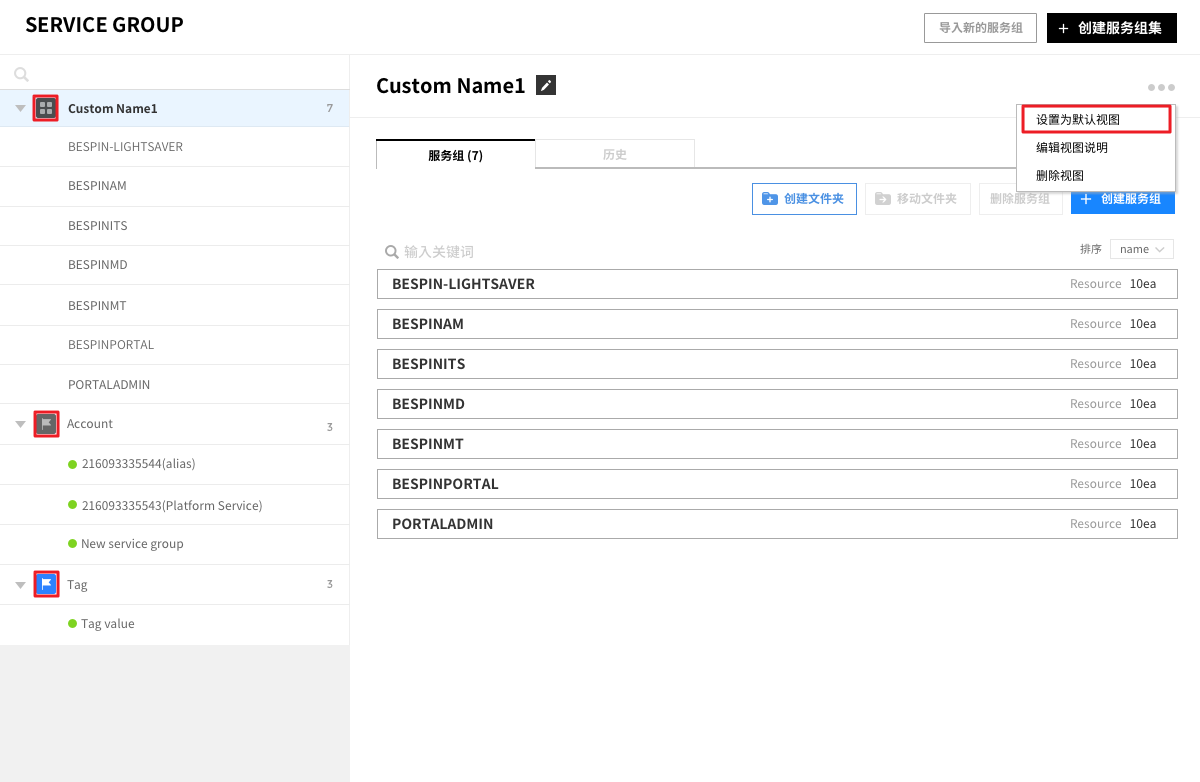 SERVICE GROUP
导入新的服务组
+ 创建服务组集
Custom Name1 7
BESPIN-LIGHTSAVER
BESPINAM
BESPINITS
BESPINMD
BESPINMT
BESPINPORTAL
PORTALADMIN
Account 3
216093335544(alias)
216093335543(Platform Service)
New service group
Tag 3
Tag value
Custom Name1
设置为默认视图
编辑视图说明
删除视图
服务组 (7)
历史
创建文件夹
移动文件夹
删除服务组
+ 创建服务组
输入关键词
排序 name
BESPIN-LIGHTSAVER Resource 10ea
BESPINAM Resource 10ea
BESPINITS Resource 10ea
BESPINMD Resource 10ea
BESPINMT Resource 10ea
BESPINPORTAL Resource 10ea
PORTALADMIN Resource 10ea